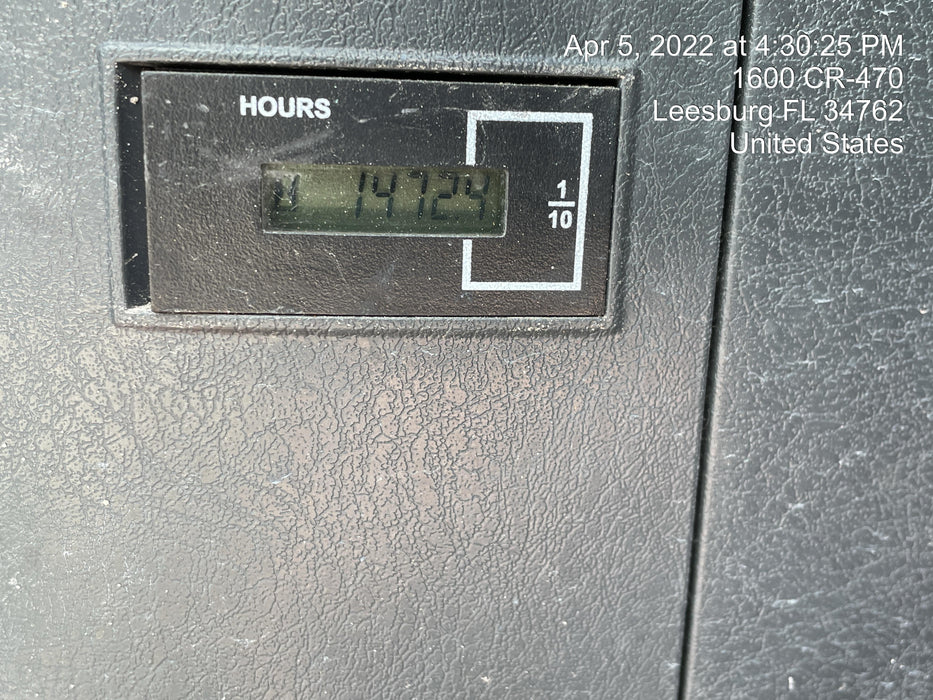 Apr 5, 2022 at 4:30:25 PM
1600 CR-470
Leesburg FL 34762
United States
HOURS
14724
1
10